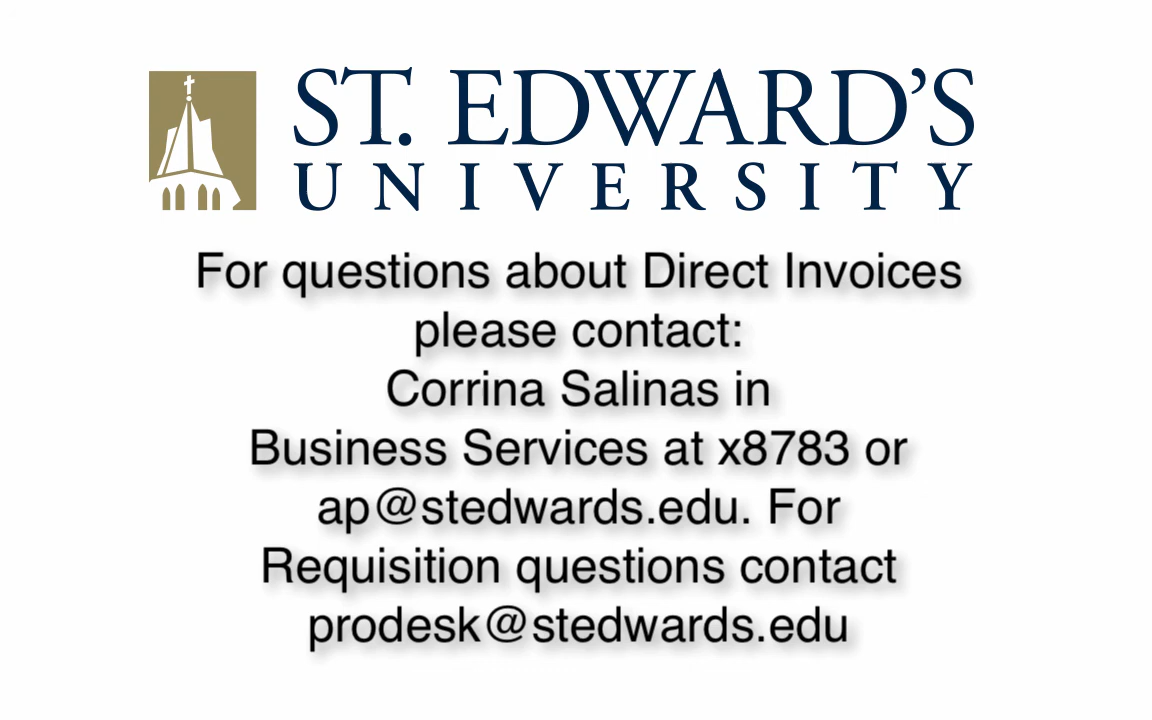 ST. EDWARD'S
UNIVERSITY
For questions about Direct Invoices
please contact:
Corrina Salinas in
Business Services at x8783 or
ap@stedwards.edu. For
Requisition questions contact
prodesk@stedwards.edu